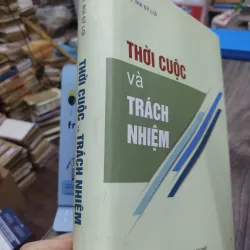 THỜI CUỘC
và
TRÁCH
NHIỆM
THỜI CUỘC và TRÁCH NHIỆM